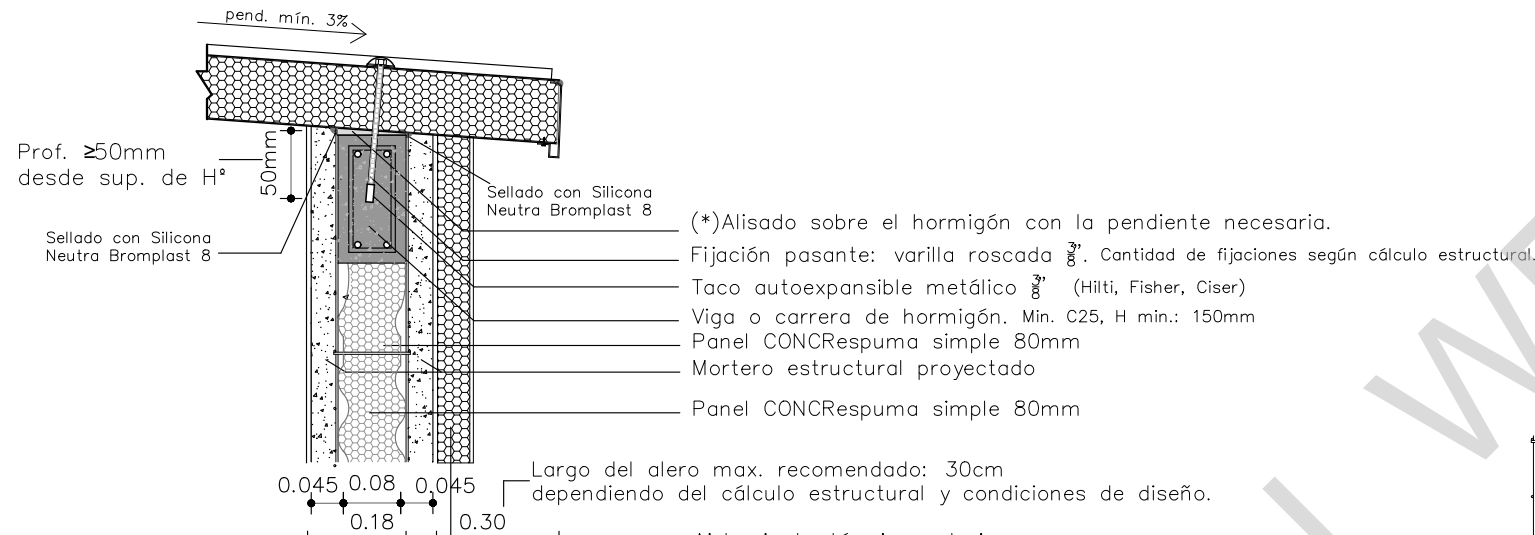 pend. mín. 3%
Prof. ≥50mm
desde sup. de Hº
50mm
Sellado con Silicona
Neutra Bromplast 8
Sellado con Silicona
Neutra Bromplast 8
(*)Alisado sobre el hormigón con la pendiente necesaria.
Fijación pasante: varilla roscada 3/8". Cantidad de fijaciones según cálculo estructural.
Taco autoexpansible metálico 3/8" (Hilti, Fisher, Ciser)
Viga o carrera de hormigón. Min. C25, H min.: 150mm
Panel CONCRespuma simple 80mm
Mortero estructural proyectado
Panel CONCRespuma simple 80mm
Largo del alero max. recomendado: 30cm
dependiendo del cálculo estructural y condiciones de diseño.
0.045 0.08 0.045
0.18 0.30